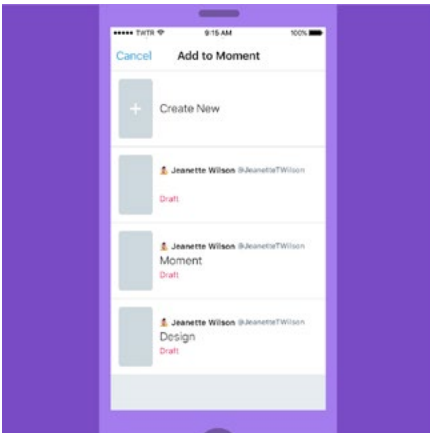 TWTR 9:15 AM 100%
Cancel Add to Moment
Create New
Jeanette Wilson @JeanetteTWilson
Draft
Jeanette Wilson @JeanetteTWilson
Moment
Draft
Jeanette Wilson @JeanetteTWilson
Design
Draft